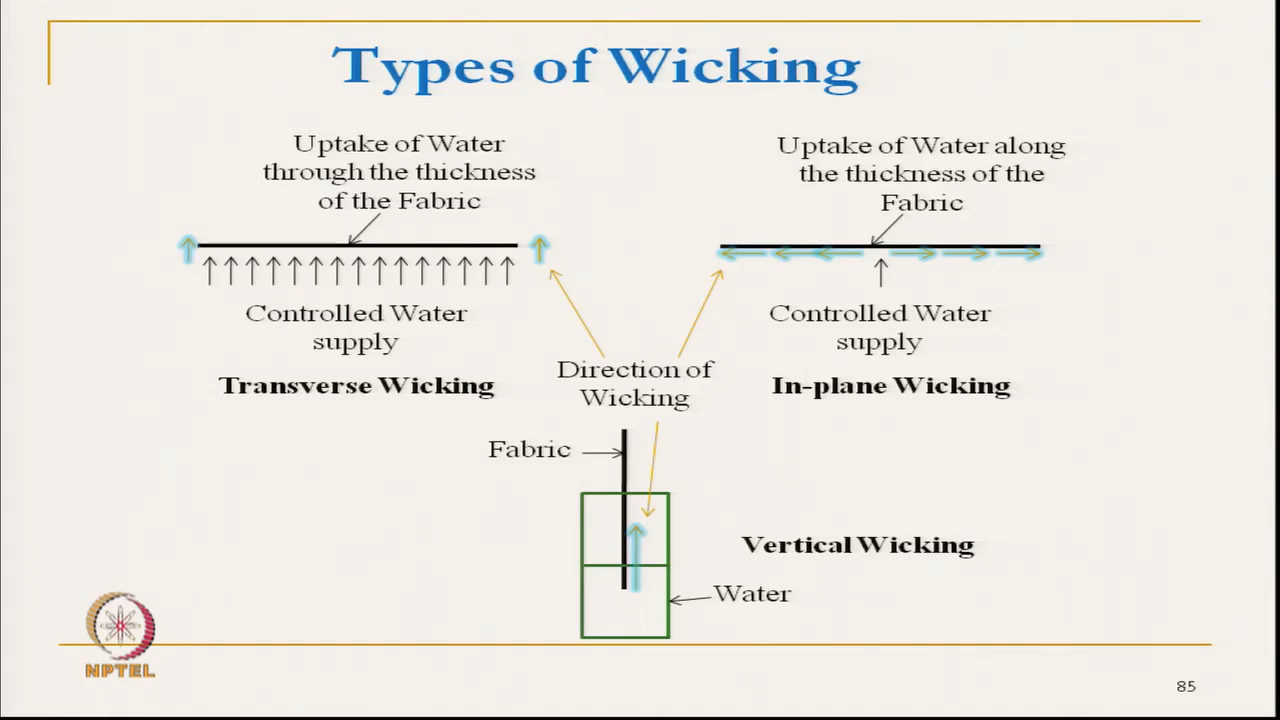 Types of Wicking
Uptake of Water
through the thickness
of the Fabric
Controlled Water
supply
Transverse Wicking
Uptake of Water along
the thickness of the
Fabric
Controlled Water
supply
In-plane Wicking
Direction of
Wicking
Fabric
Vertical Wicking
Water
NPTEL
85